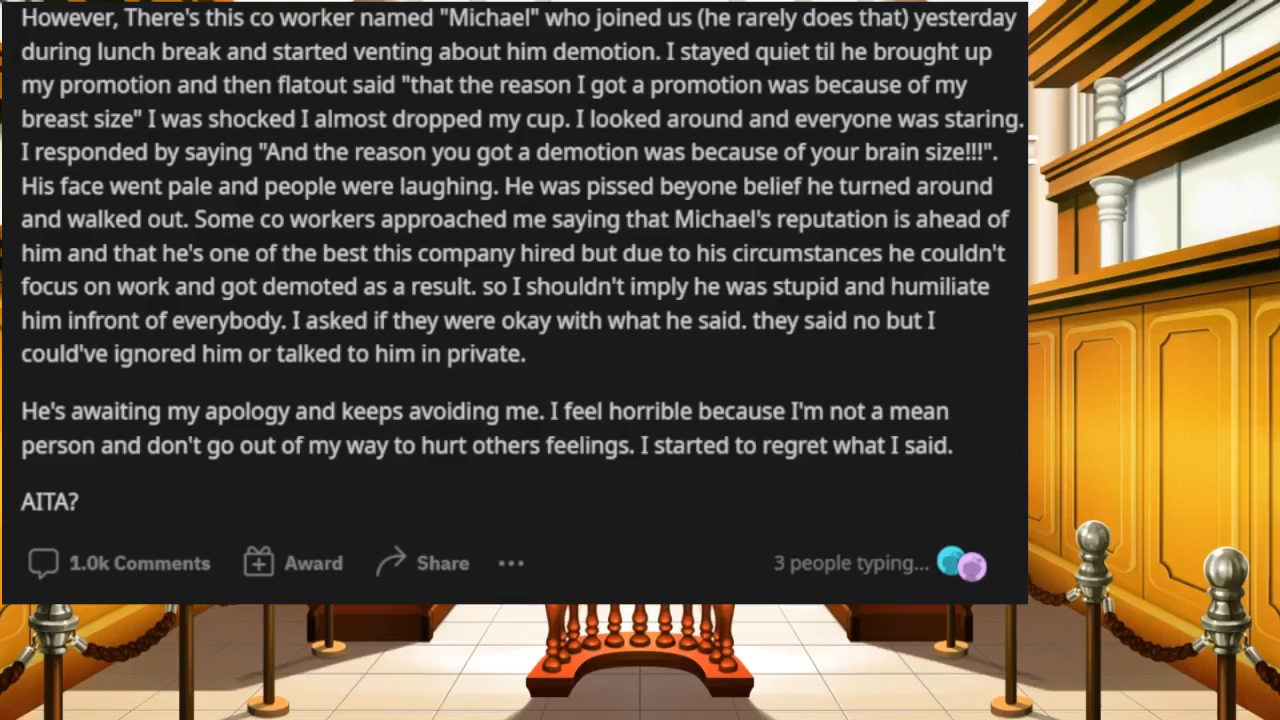 However, There's this co worker named "Michael" who joined us (he rarely does that) yesterday
during lunch break and started venting about him demotion. I stayed quiet til he brought up
my promotion and then flatout said "that the reason I got a promotion was because of my
breast size" I was shocked I almost dropped my cup. I looked around and everyone was staring.
I responded by saying "And the reason you got a demotion was because of your brain size!!!".
His face went pale and people were laughing. He was pissed beyone belief he turned around
and walked out. Some co workers approached me saying that Michael's reputation is ahead of
him and that he's one of the best this company hired but due to his circumstances he couldn't
focus on work and got demoted as a result. so I shouldn't imply he was stupid and humiliate
him infront of everybody. I asked if they were okay with what he said. they said no but I
could've ignored him or talked to him in private.
He's awaiting my apology and keeps avoiding me. I feel horrible because I'm not a mean
person and don't go out of my way to hurt others feelings. I started to regret what I said.
AITA?
1.0k Comments Award Share 3 people typing...